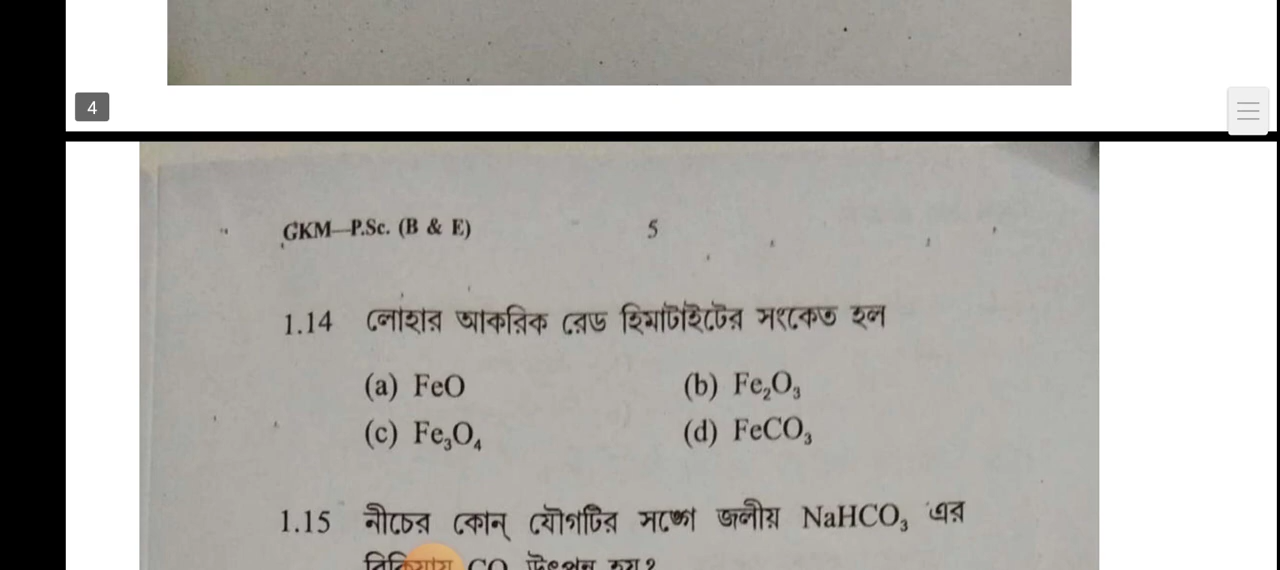 4
GKM—P.Sc. (B & E) 5
1.14 লোহার আকরিক রেড হিমাটাইটের সংকেত হল
(a) FeO (b) Fe₂O₃
(c) Fe₃O₄ (d) FeCO₃
1.15 নীচের কোন্ যৌগটির সঙ্গে জলীয় NaHCO₃ এর